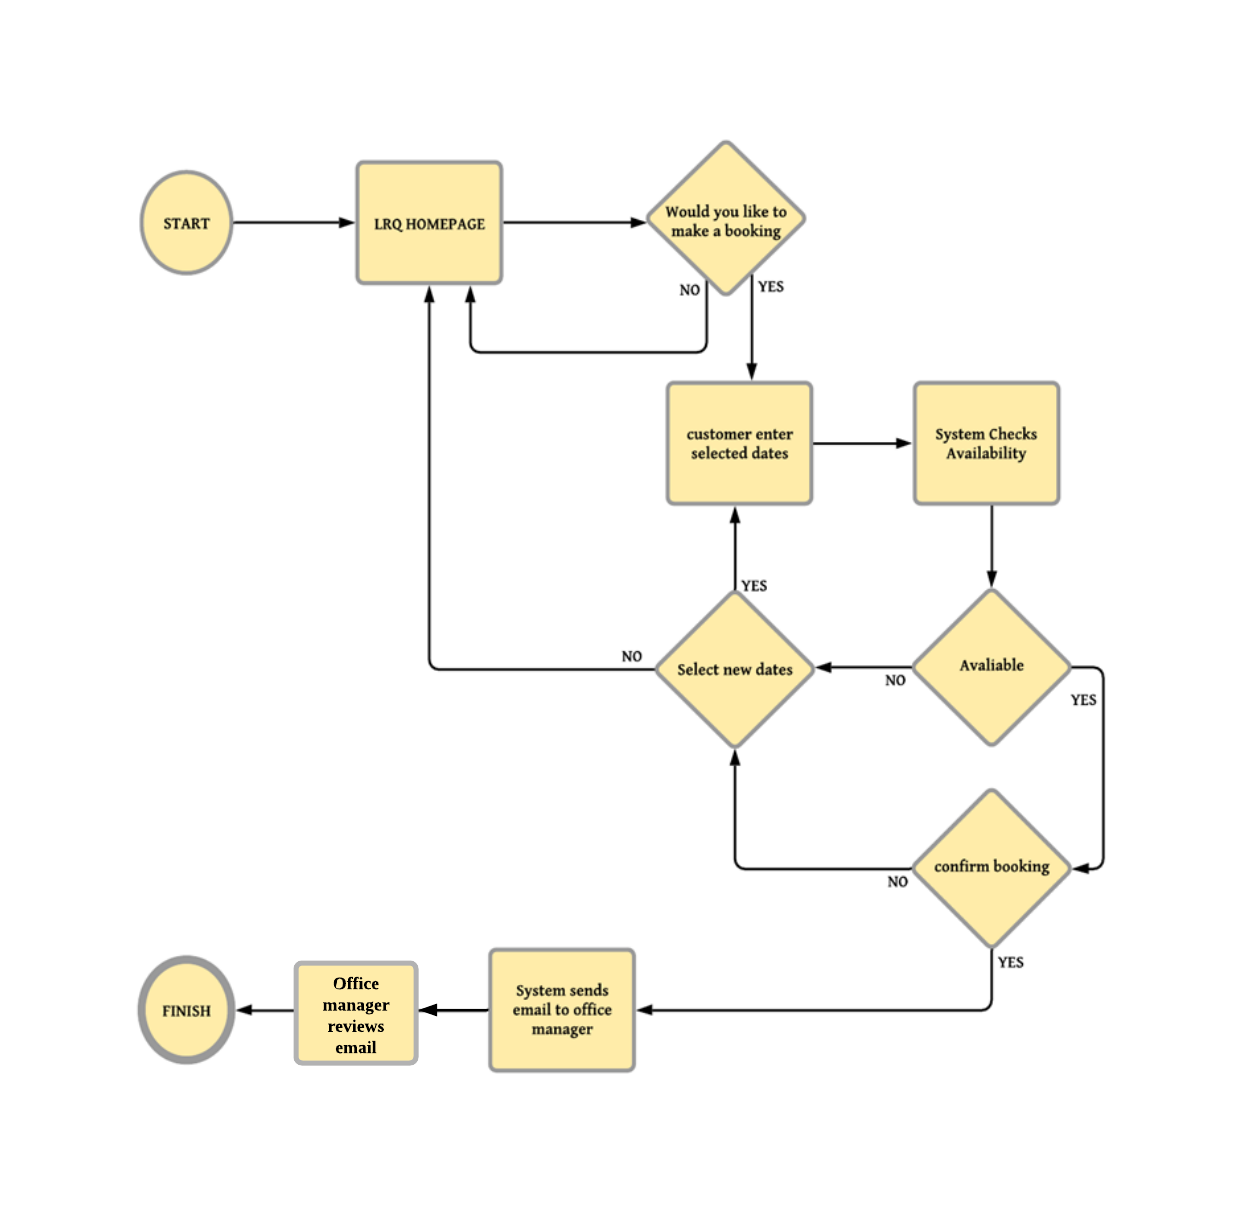 START
LRQ HOMEPAGE
Would you like to
make a booking
NO
YES
customer enter
selected dates
System Checks
Availability
YES
NO
Select new dates
NO
Avaliable
YES
confirm booking
NO
YES
System sends
email to office
manager
Office
manager
reviews
email
FINISH